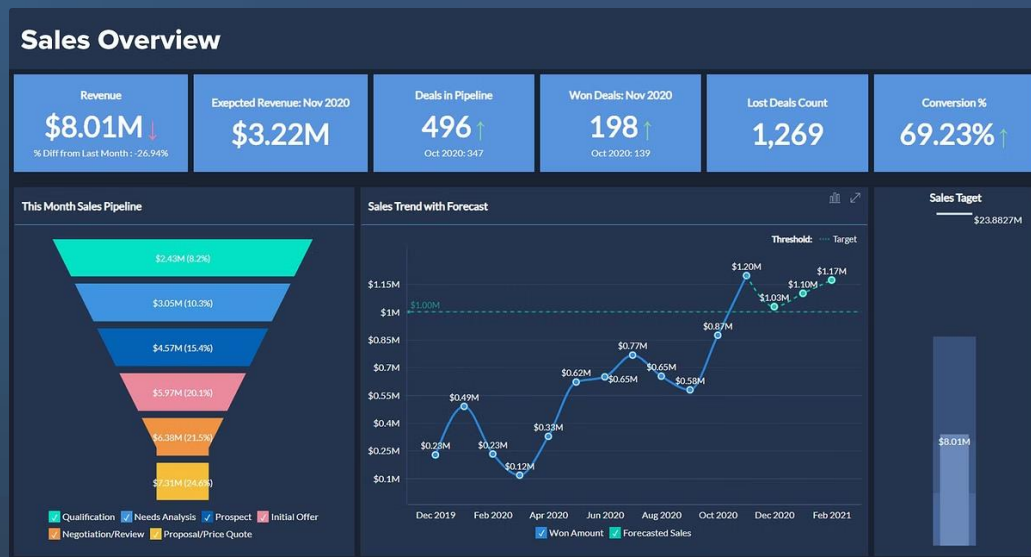 Sales Overview
Revenue
$8.01M ↓
% Diff from Last Month : -26.94%
Exepcted Revenue: Nov 2020
$3.22M
Deals in Pipeline
496 ↑
Oct 2020: 347
Won Deals: Nov 2020
198 ↑
Oct 2020: 139
Lost Deals Count
1,269
Conversion %
69.23% ↑
This Month Sales Pipeline
$2.43M (8.2%)
$3.05M (10.3%)
$4.57M (15.4%)
$5.97M (20.1%)
$6.38M (21.5%)
$7.31M (24.6%)
Qualification Needs Analysis Prospect Initial Offer
Negotiation/Review Proposal/Price Quote
Sales Trend with Forecast
Threshold: Target
$1.15M
$1M
$0.85M
$0.7M
$0.55M
$0.4M
$0.25M
$0.1M
$1.00M
$0.23M
$0.49M
$0.23M
$0.12M
$0.33M
$0.62M
$0.65M
$0.77M
$0.65M
$0.58M
$0.87M
$1.20M
$1.03M
$1.10M
$1.17M
Dec 2019 Feb 2020 Apr 2020 Jun 2020 Aug 2020 Oct 2020 Dec 2020 Feb 2021
Won Amount Forecasted Sales
Sales Taget
$23.8827M
$8.01M